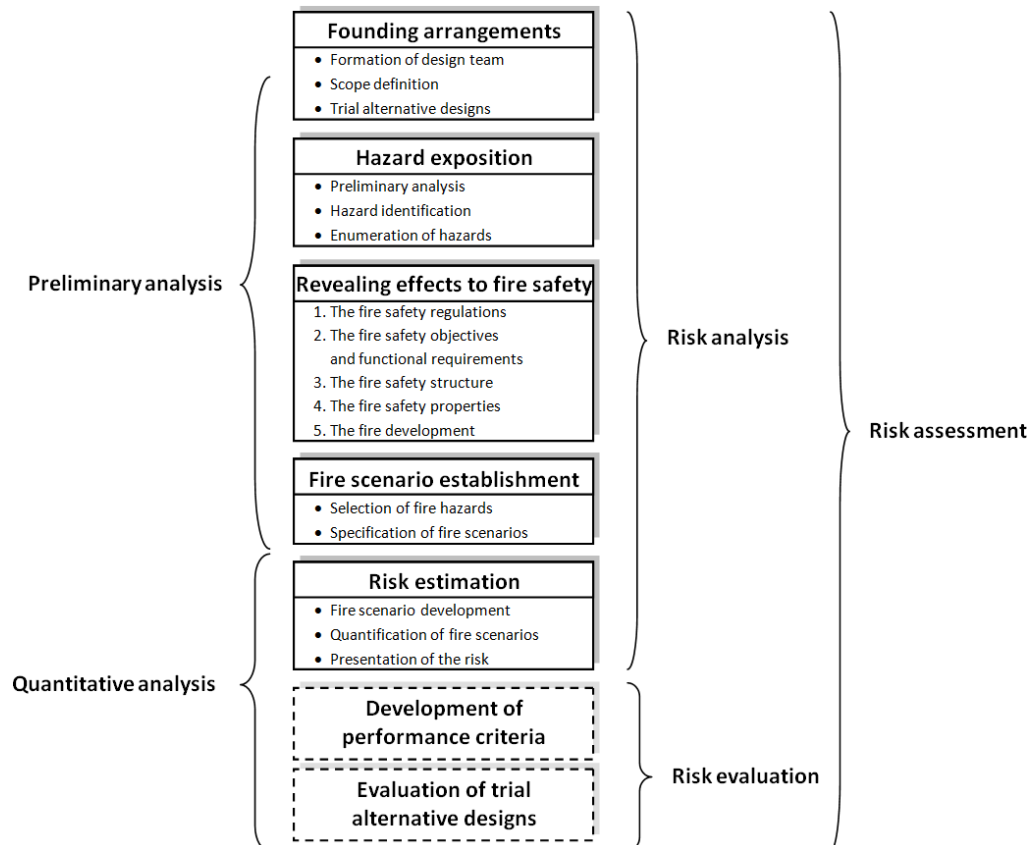 Founding arrangements
• Formation of design team
• Scope definition
• Trial alternative designs
Hazard exposition
• Preliminary analysis
• Hazard identification
• Enumeration of hazards
Revealing effects to fire safety
1. The fire safety regulations
2. The fire safety objectives
and functional requirements
3. The fire safety structure
4. The fire safety properties
5. The fire development
Fire scenario establishment
• Selection of fire hazards
• Specification of fire scenarios
Risk estimation
• Fire scenario development
• Quantification of fire scenarios
• Presentation of the risk
Development of
performance criteria
Evaluation of trial
alternative designs
Preliminary analysis
Quantitative analysis
Risk analysis
Risk evaluation
Risk assessment